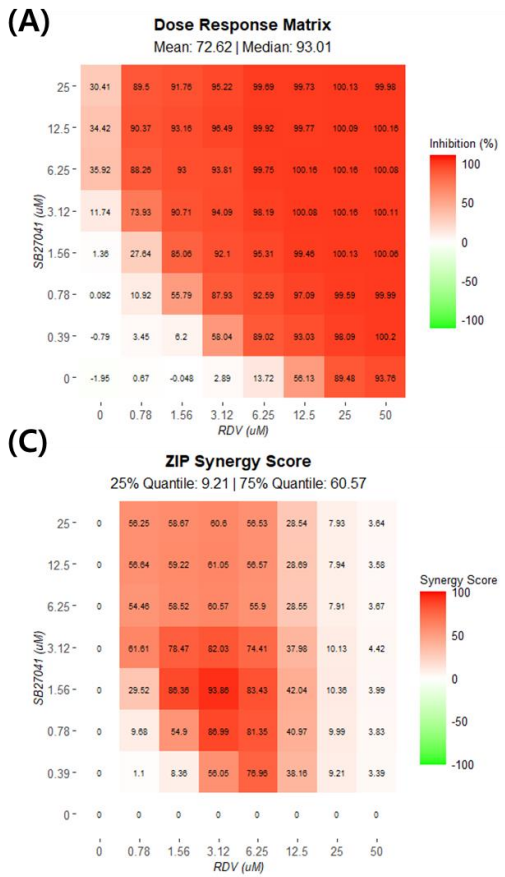 (A)
Dose Response Matrix
Mean: 72.62 | Median: 93.01
25 30.41 89.5 91.76 95.22 99.69 99.73 100.13 99.98
12.5 34.42 90.37 93.16 96.49 99.92 99.77 100.09 100.16
6.25 35.92 88.26 93 93.81 99.75 100.16 100.16 100.08
3.12 11.74 73.93 90.71 94.09 98.19 100.08 100.16 100.11
1.56 1.36 27.64 85.06 92.1 95.31 99.46 100.13 100.06
0.78 0.092 10.92 55.79 87.93 92.59 97.09 99.59 99.99
0.39 -0.79 3.45 6.2 58.04 89.02 93.03 98.09 100.2
0 -1.95 0.67 -0.048 2.89 13.72 56.13 89.48 93.76
0 0.78 1.56 3.12 6.25 12.5 25 50
RDV (uM)
SB27041 (uM)
Inhibition (%)
100
50
0
-50
-100
(C)
ZIP Synergy Score
25% Quantile: 9.21 | 75% Quantile: 60.57
25 0 56.25 58.67 60.6 56.53 28.54 7.93 3.64
12.5 0 56.64 59.22 61.05 56.57 28.69 7.94 3.58
6.25 0 54.46 58.52 60.57 55.9 28.55 7.91 3.67
3.12 0 61.61 78.47 82.03 74.41 37.98 10.13 4.42
1.56 0 29.52 86.36 93.86 83.43 42.04 10.36 3.99
0.78 0 9.68 54.9 86.99 81.35 40.97 9.99 3.83
0.39 0 1.1 8.36 56.05 76.96 38.16 9.21 3.39
0 0 0 0 0 0 0 0 0
0 0.78 1.56 3.12 6.25 12.5 25 50
RDV (uM)
SB27041 (uM)
Synergy Score
100
50
0
-50
-100